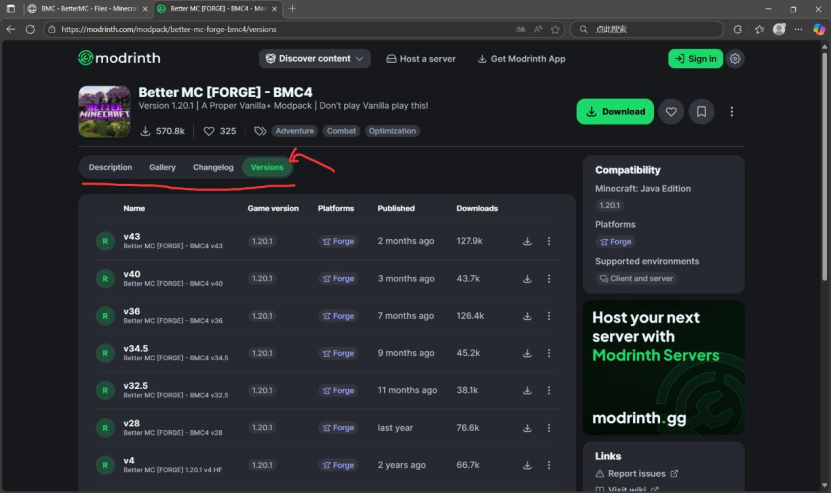 BMC - BetterMC - Files - Minecraf
Better MC [FORGE] - BMC4 - Mine
https://modrinth.com/modpack/better-mc-forge-bmc4/versions
点此搜索
modrinth
Discover content
Host a server
Get Modrinth App
Sign in
BETTER
MINECRAFT
Better MC [FORGE] - BMC4
Version 1.20.1 | A Proper Vanilla+ Modpack | Don't play Vanilla play this!
570.8k
325
Adventure
Combat
Optimization
Download
Description
Gallery
Changelog
Versions
Name
Game version
Platforms
Published
Downloads
R
v43
Better MC [FORGE] - BMC4 v43
1.20.1
Forge
2 months ago
127.9k
R
v40
Better MC [FORGE] - BMC4 v40
1.20.1
Forge
3 months ago
43.7k
R
v36
Better MC [FORGE] - BMC4 v36
1.20.1
Forge
7 months ago
126.4k
R
v34.5
Better MC [FORGE] - BMC4 v34.5
1.20.1
Forge
9 months ago
45.2k
R
v32.5
Better MC [FORGE] - BMC4 v32.5
1.20.1
Forge
11 months ago
38.1k
R
v28
Better MC [FORGE] - BMC4 v28
1.20.1
Forge
last year
76.6k
R
v4
Better MC [FORGE] 1.20.1 v4 HF
1.20.1
Forge
2 years ago
66.7k
Compatibility
Minecraft: Java Edition
1.20.1
Platforms
Forge
Supported environments
Client and server
Host your next
server with
Modrinth Servers
modrinth.gg
Links
Report issues
Visit wiki